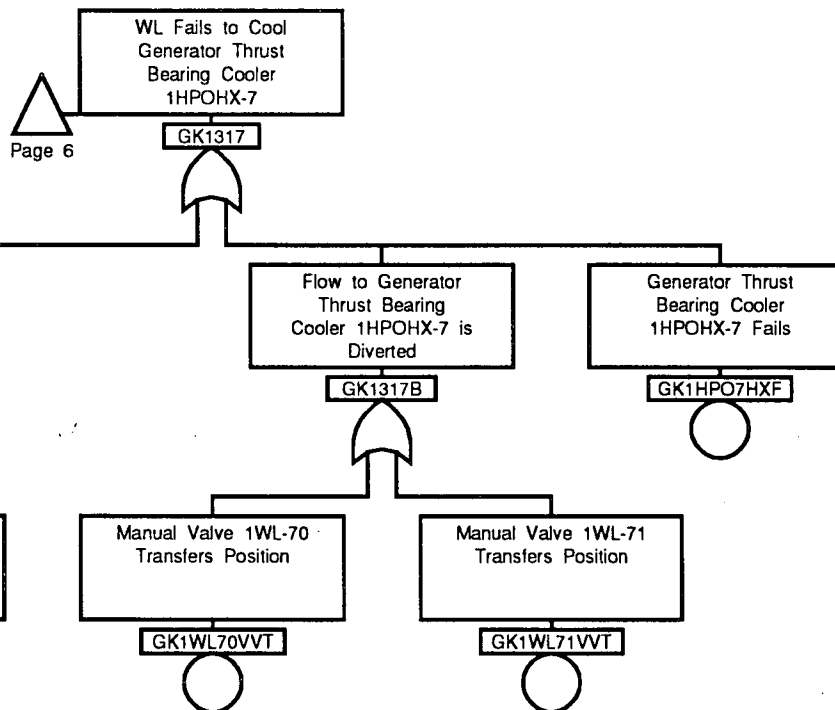 WL Fails to Cool
Generator Thrust
Bearing Cooler
1HPOHX-7
Page 6
GK1317
Flow to Generator
Thrust Bearing
Cooler 1HPOHX-7 is
Diverted
GK1317B
Generator Thrust
Bearing Cooler
1HPOHX-7 Fails
GK1HPO7HXF
Manual Valve 1WL-70
Transfers Position
GK1WL70VVT
Manual Valve 1WL-71
Transfers Position
GK1WL71VVT